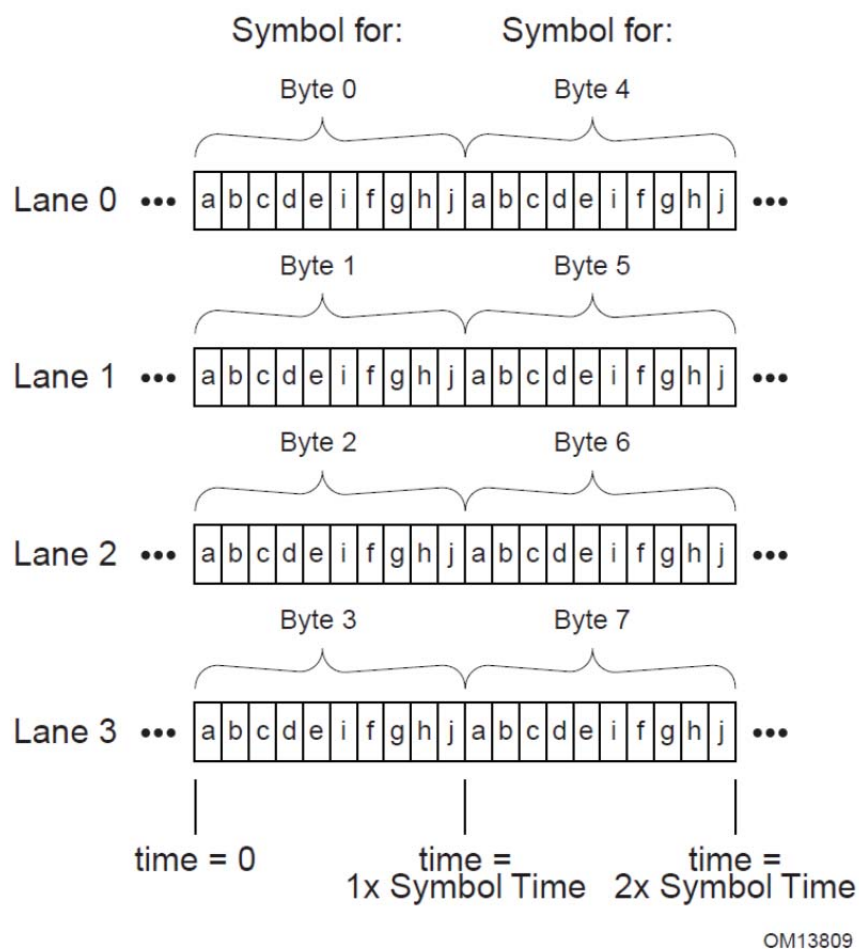 Symbol for: Symbol for:
Byte 0 Byte 4
Lane 0 ••• a b c d e i f g h j a b c d e i f g h j •••
Byte 1 Byte 5
Lane 1 ••• a b c d e i f g h j a b c d e i f g h j •••
Byte 2 Byte 6
Lane 2 ••• a b c d e i f g h j a b c d e i f g h j •••
Byte 3 Byte 7
Lane 3 ••• a b c d e i f g h j a b c d e i f g h j •••
time = 0 time = time =
1x Symbol Time 2x Symbol Time
OM13809